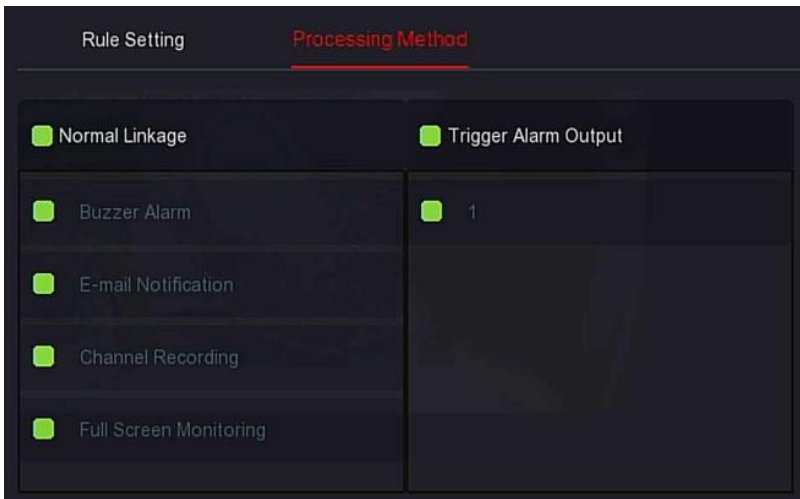 Rule Setting
Processing Method
Normal Linkage
Trigger Alarm Output
Buzzer Alarm
1
E-mail Notification
Channel Recording
Full Screen Monitoring